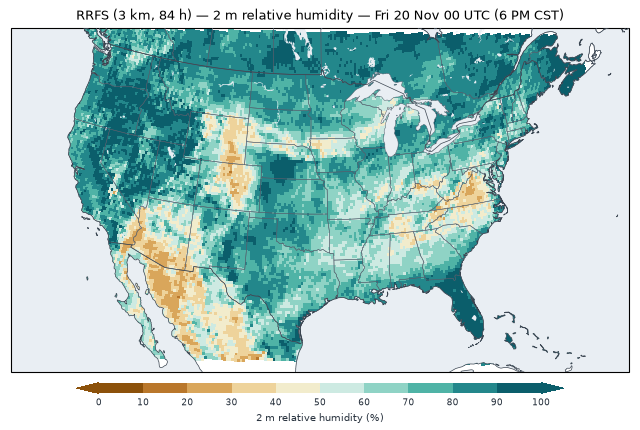 RRFS (3 km, 84 h) — 2 m relative humidity — Fri 20 Nov 00 UTC (6 PM CST)
0 10 20 30 40 50 60 70 80 90 100
2 m relative humidity (%)